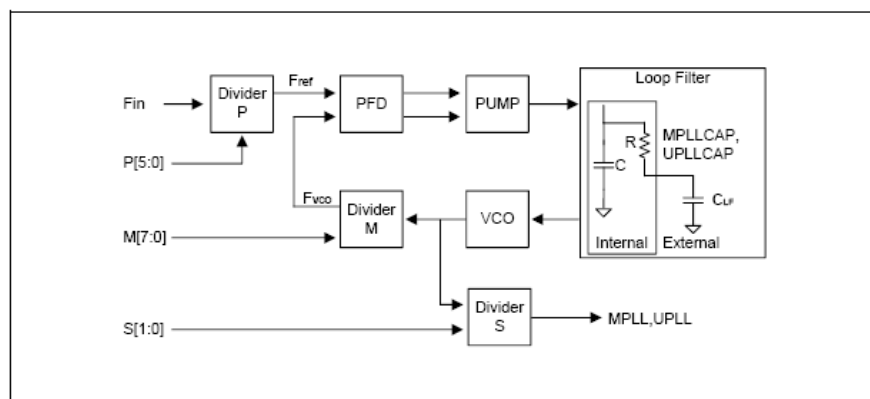 Loop Filter
Fin
Divider
P
Fref
PFD
PUMP
R
MPLLCAP,
UPLLCAP
C
CLF
Internal
External
P[5:0]
Fvco
Divider
M
VCO
M[7:0]
Divider
S
S[1:0]
MPLL,UPLL